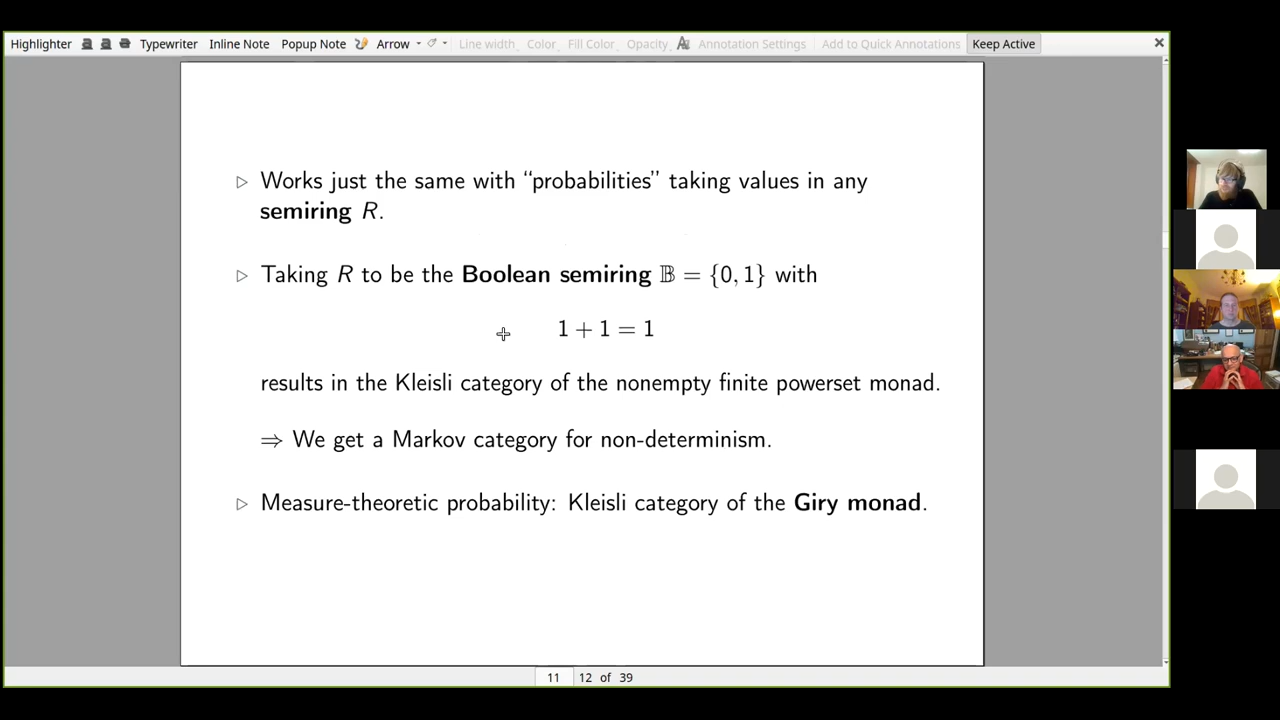 Highlighter Typewriter Inline Note Popup Note Arrow Line width Color Fill Color Opacity Annotation Settings Add to Quick Annotations Keep Active
▷ Works just the same with “probabilities” taking values in any
semiring R.
▷ Taking R to be the Boolean semiring 𝔹 = {0, 1} with
1 + 1 = 1
results in the Kleisli category of the nonempty finite powerset monad.
⇒ We get a Markov category for non-determinism.
▷ Measure-theoretic probability: Kleisli category of the Giry monad.
11 12 of 39